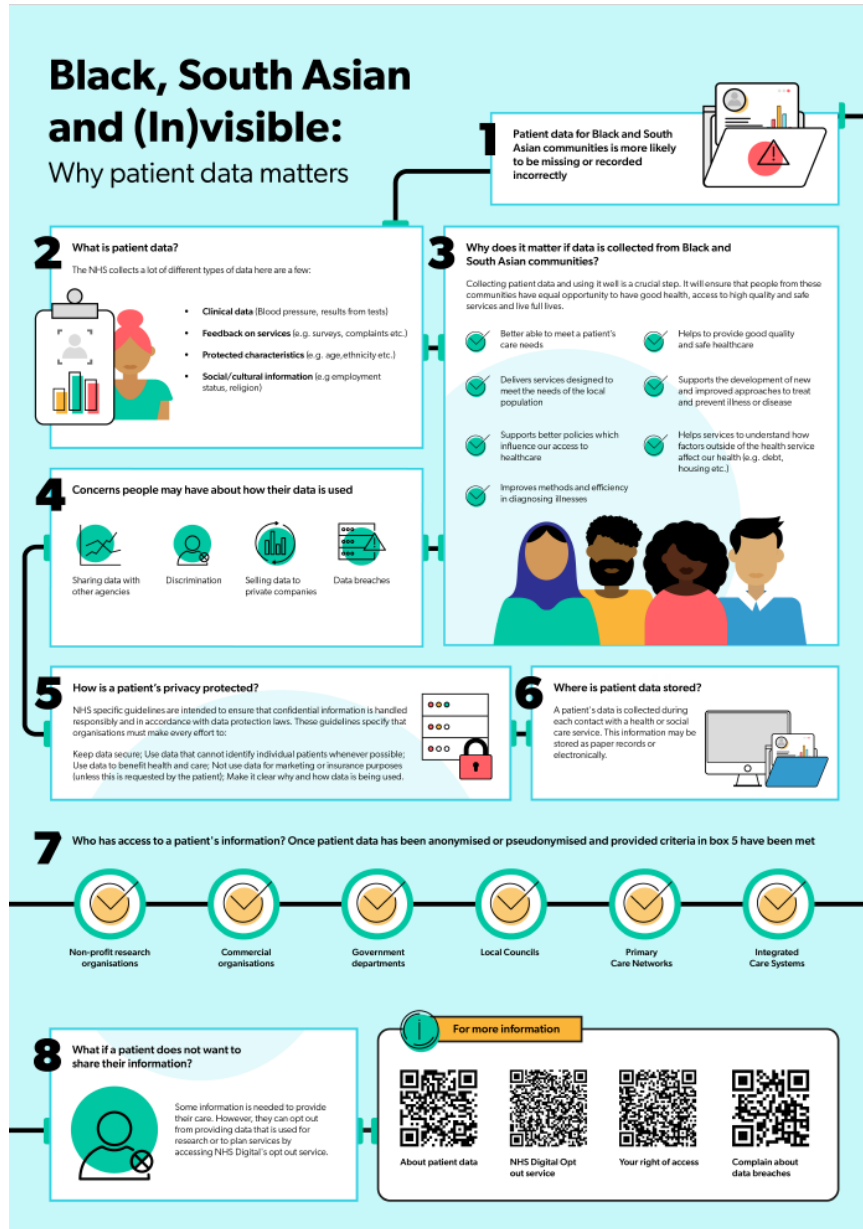 Black, South Asian
and (In)visible:
Why patient data matters
1
Patient data for Black and South
Asian communities is more likely
to be missing or recorded
incorrectly
2
What is patient data?
The NHS collects a lot of different types of data here are a few:
• Clinical data (Blood pressure, results from tests)
• Feedback on services (e.g. surveys, complaints etc.)
• Protected characteristics (e.g. age,ethnicity etc.)
• Social/cultural information (e.g employment
status, religion)
3
Why does it matter if data is collected from Black and
South Asian communities?
Collecting patient data and using it well is a crucial step. It will ensure that people from these
communities have equal opportunity to have good health, access to high quality and safe
services and live full lives.
Better able to meet a patient's
care needs
Helps to provide good quality
and safe healthcare
Delivers services designed to
meet the needs of the local
population
Supports the development of new
and improved approaches to treat
and prevent illness or disease
Supports better policies which
influence our access to
healthcare
Helps services to understand how
factors outside of the health service
affect our health (e.g. debt,
housing etc.)
Improves methods and efficiency
in diagnosing illnesses
4
Concerns people may have about how their data is used
Sharing data with
other agencies
Discrimination
Selling data to
private companies
Data breaches
5
How is a patient's privacy protected?
NHS specific guidelines are intended to ensure that confidential information is handled
responsibly and in accordance with data protection laws. These guidelines specify that
organisations must make every effort to:
Keep data secure; Use data that cannot identify individual patients whenever possible;
Use data to benefit health and care; Not use data for marketing or insurance purposes
(unless this is requested by the patient); Make it clear why and how data is being used.
6
Where is patient data stored?
A patient's data is collected during
each contact with a health or social
care service. This information may be
stored as paper records or
electronically.
7
Who has access to a patient's information? Once patient data has been anonymised or pseudonymised and provided criteria in box 5 have been met
Non-profit research
organisations
Commercial
organisations
Government
departments
Local Councils
Primary
Care Networks
Integrated
Care Systems
8
What if a patient does not want to
share their information?
Some information is needed to provide
their care. However, they can opt out
from providing data that is used for
research or to plan services by
accessing NHS Digital's opt out service.
For more information
About patient data
NHS Digital Opt
out service
Your right of access
Complain about
data breaches